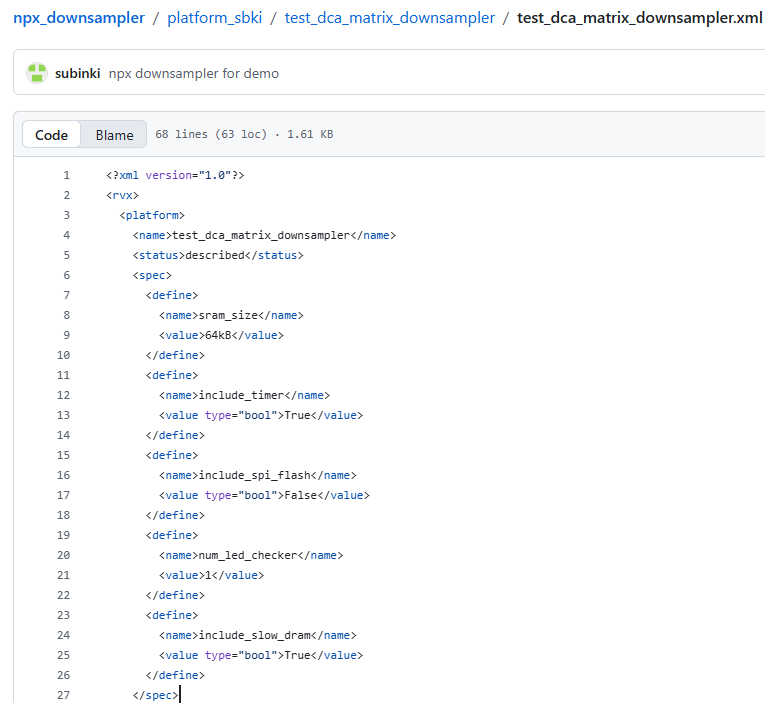 npx_downsampler / platform_sbki / test_dca_matrix_downsampler / test_dca_matrix_downsampler.xml
subinki npx downsampler for demo
Code Blame 68 lines (63 loc) · 1.61 KB
1 <?xml version="1.0"?>
2 <rvx>
3 <platform>
4 <name>test_dca_matrix_downsampler</name>
5 <status>described</status>
6 <spec>
7 <define>
8 <name>sram_size</name>
9 <value>64kB</value>
10 </define>
11 <define>
12 <name>include_timer</name>
13 <value type="bool">True</value>
14 </define>
15 <define>
16 <name>include_spi_flash</name>
17 <value type="bool">False</value>
18 </define>
19 <define>
20 <name>num_led_checker</name>
21 <value>1</value>
22 </define>
23 <define>
24 <name>include_slow_dram</name>
25 <value type="bool">True</value>
26 </define>
27 </spec>